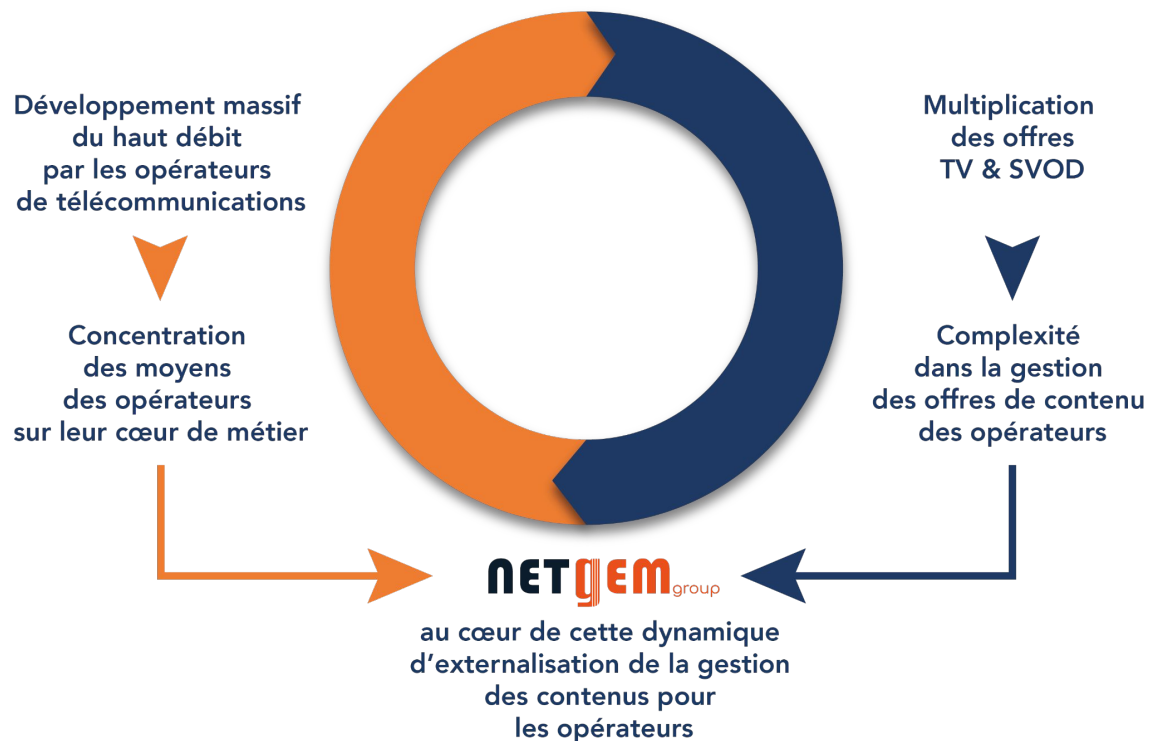 Développement massif
du haut débit
par les opérateurs
de télécommunications
Concentration
des moyens
des opérateurs
sur leur cœur de métier
Multiplication
des offres
TV & SVOD
Complexité
dans la gestion
des offres de contenu
des opérateurs
NETgEM group
au cœur de cette dynamique
d’externalisation de la gestion
des contenus pour
les opérateurs